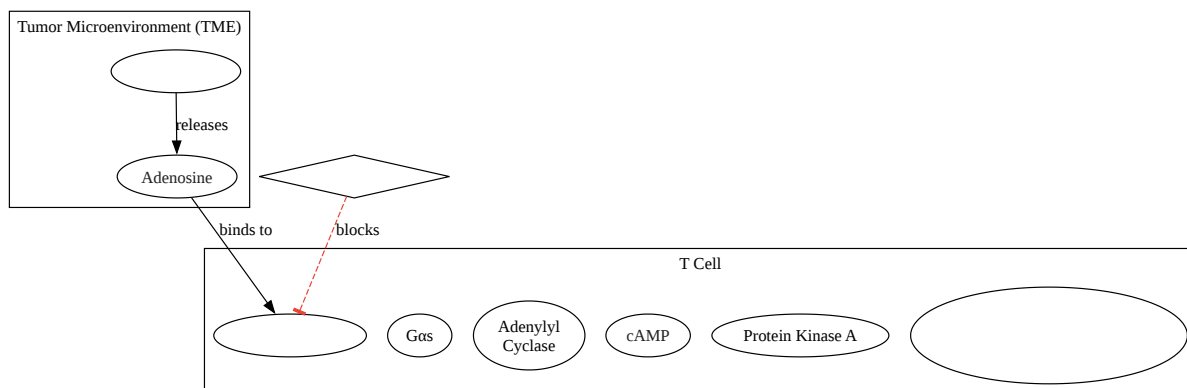 Tumor Microenvironment (TME)
releases
Adenosine
binds to
blocks
T Cell
Gαs
Adenylyl
Cyclase
cAMP
Protein Kinase A